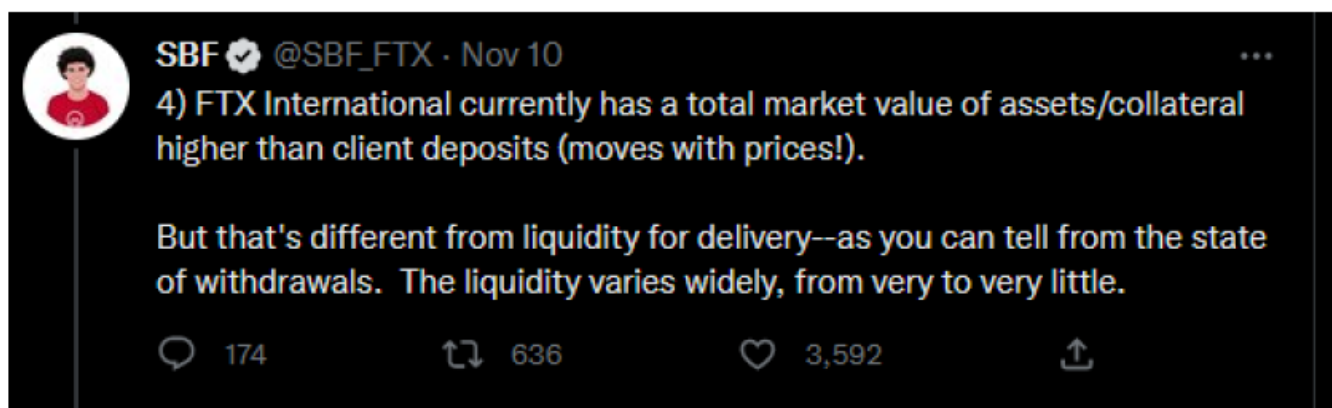 SBF @SBF_FTX · Nov 10
4) FTX International currently has a total market value of assets/collateral
higher than client deposits (moves with prices!).
But that's different from liquidity for delivery--as you can tell from the state
of withdrawals.  The liquidity varies widely, from very to very little.
174 636 3,592